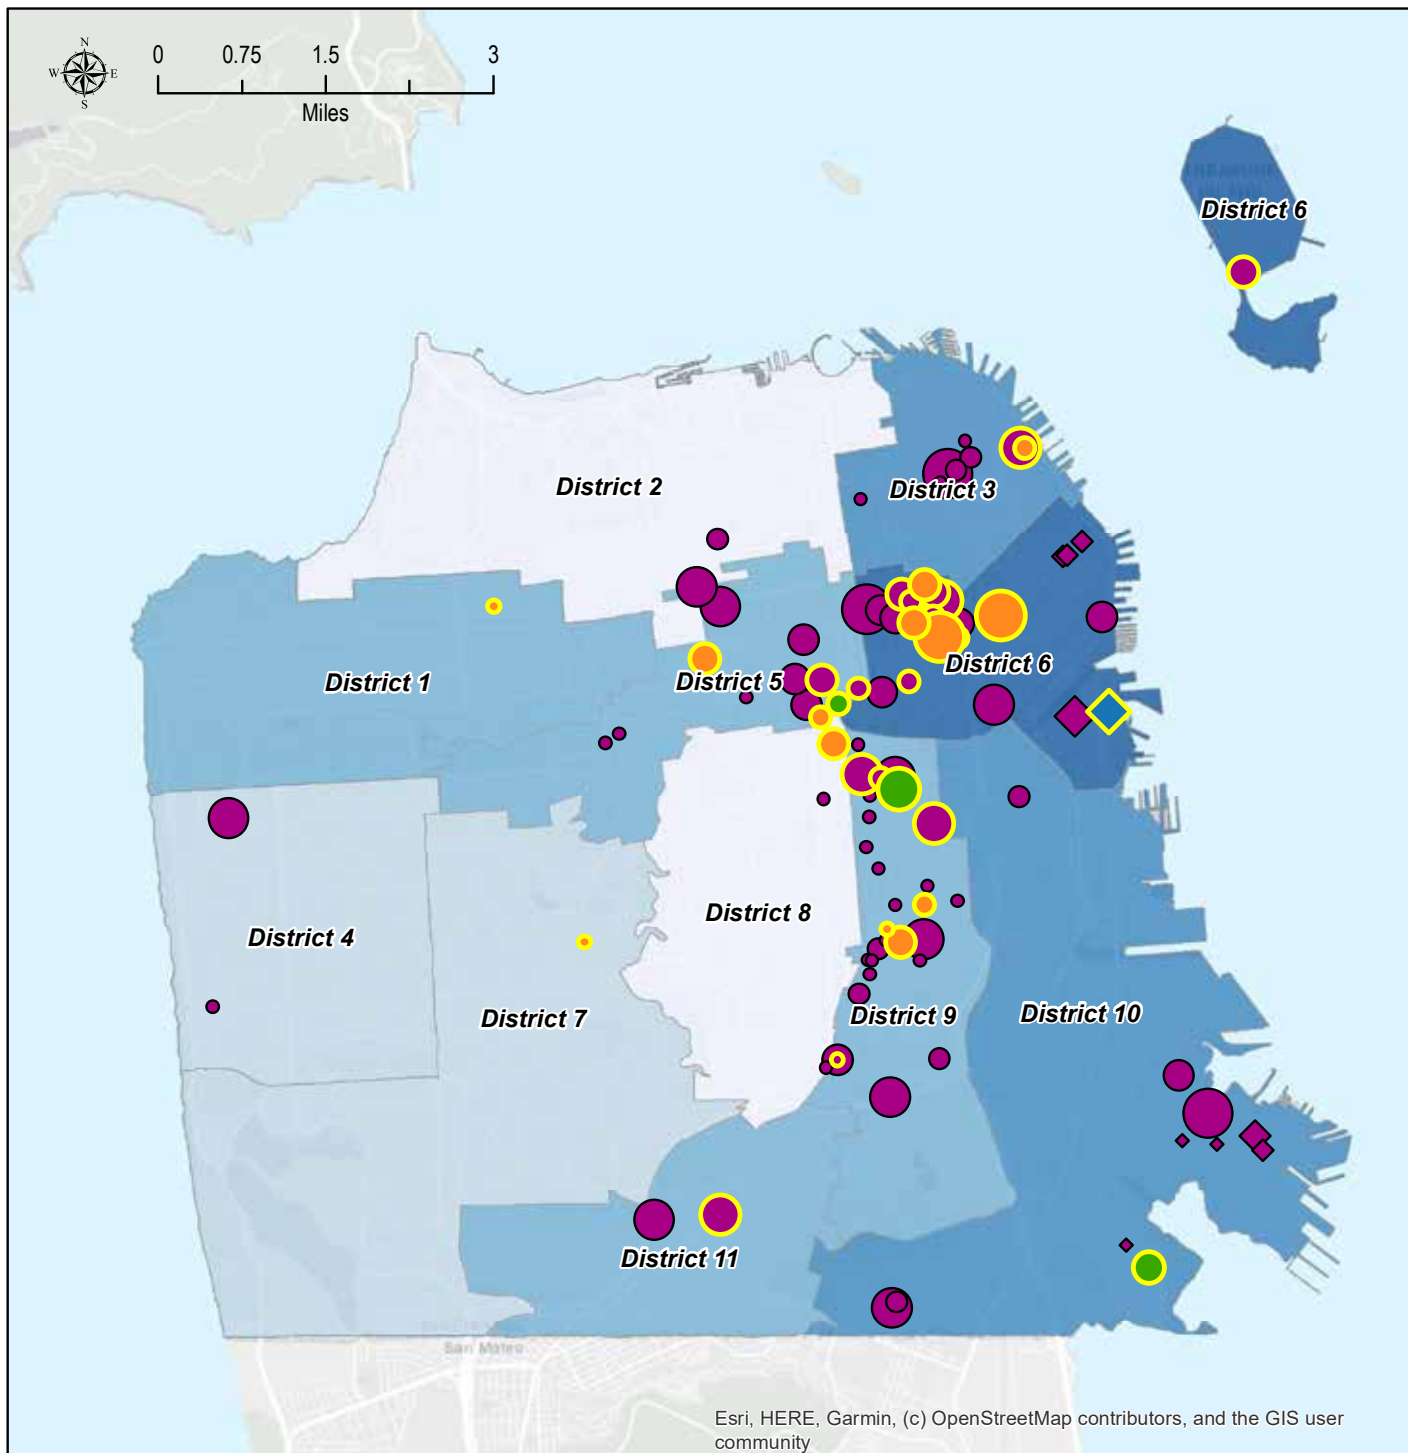 N
W E
S
0 0.75 1.5 3
Miles
District 6
District 2
District 3
District 6
District 1
District 5
District 8
District 4
District 9
District 10
District 7
District 11
San Mateo
Esri, HERE, Garmin, (c) OpenStreetMap contributors, and the GIS user
community